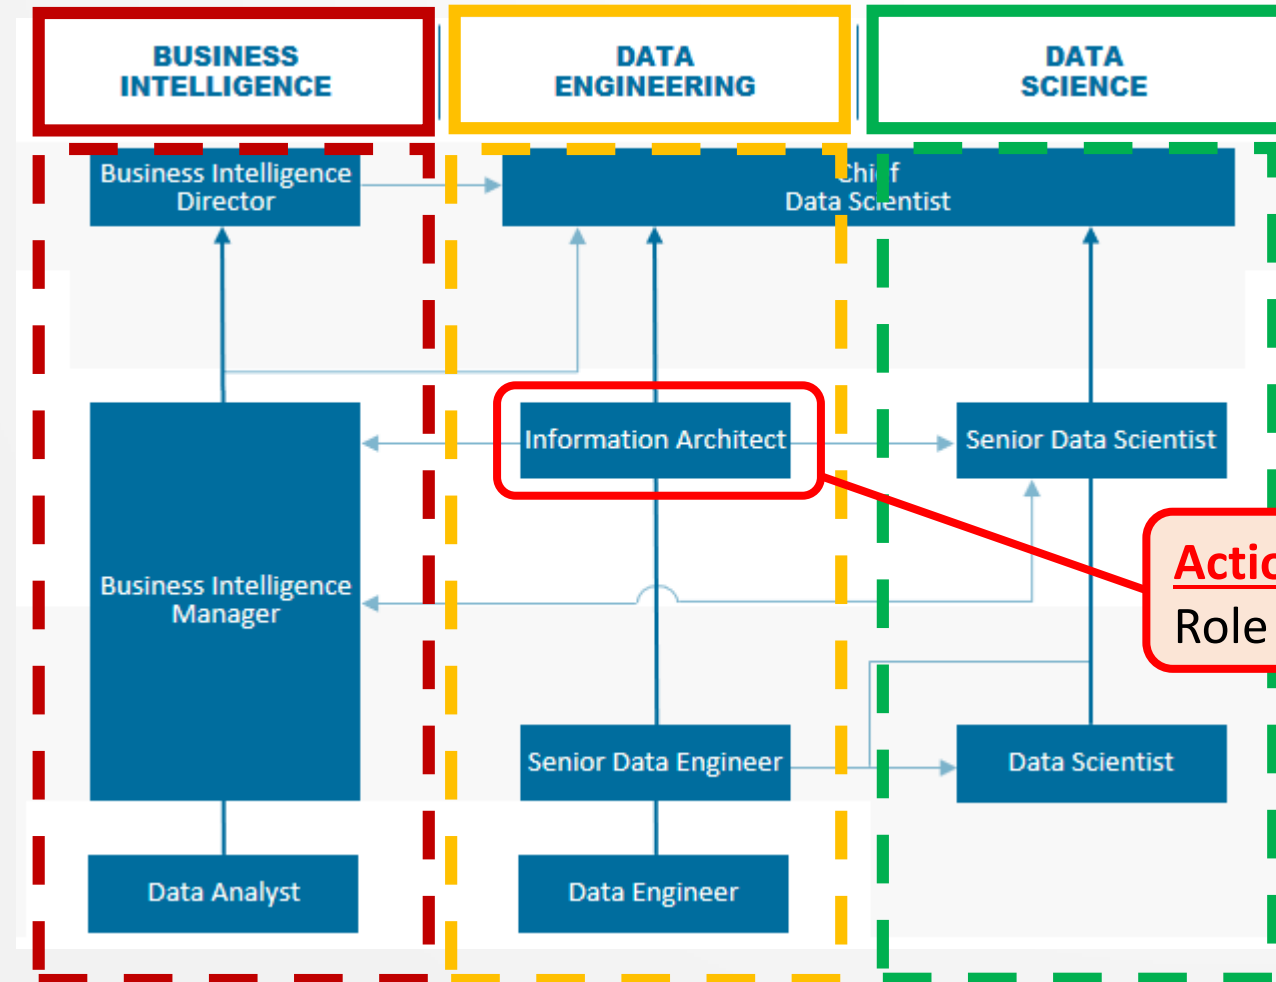 BUSINESS
INTELLIGENCE
DATA
ENGINEERING
DATA
SCIENCE
Business Intelligence
Director
Chief
Data Scientist
Information Architect
Senior Data Scientist
Role
Business Intelligence
Manager
Senior Data Engineer
Data Scientist
Data Analyst
Data Engineer